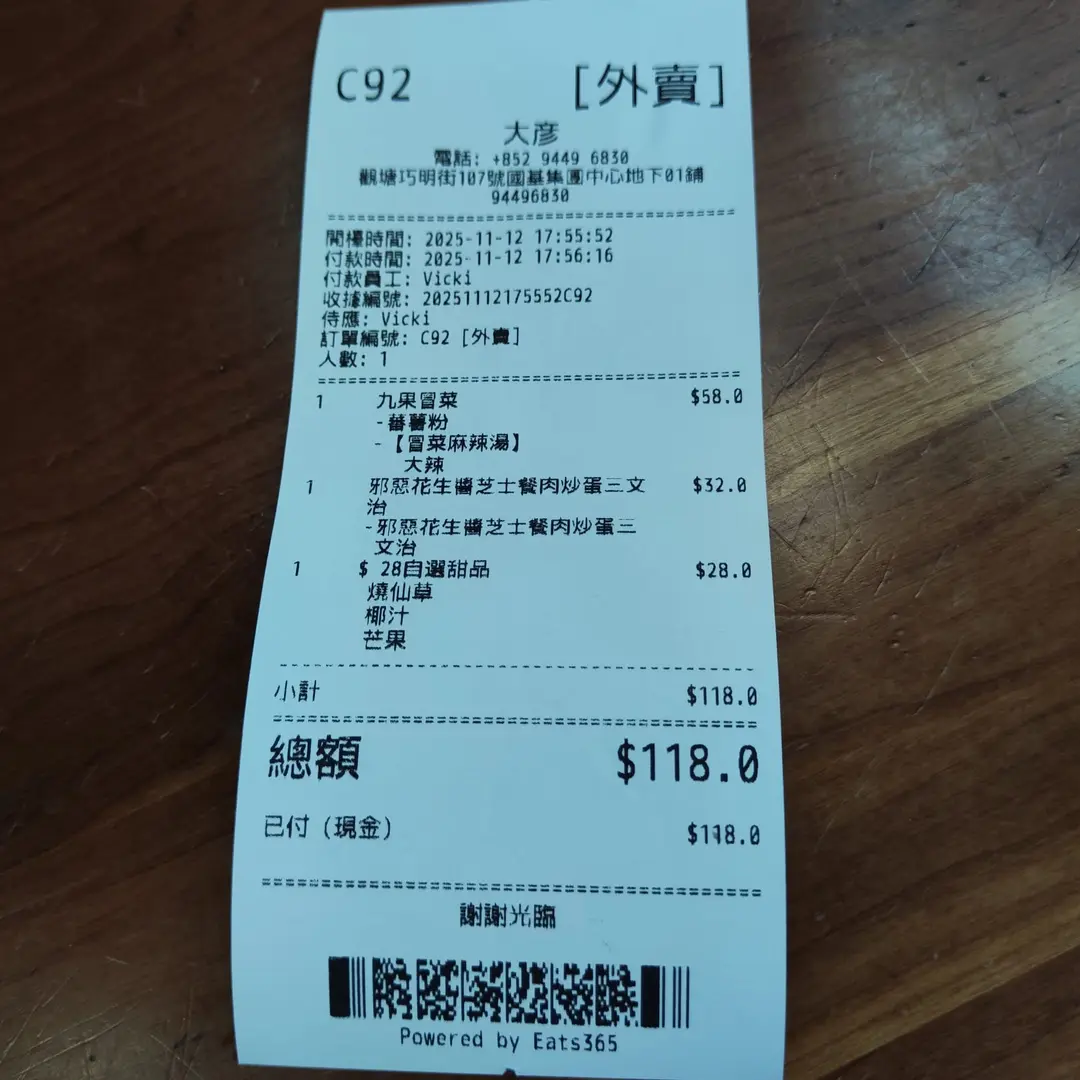 C92 [外賣]
大彦
電話: +852 9449 6830
觀塘巧明街107號國基集團中心地下01鋪
94496830
開檯時間: 2025-11-12 17:55:52
付款時間: 2025-11-12 17:56:16
付款員工: Vicki
收據編號: 20251112175552C92
侍應: Vicki
訂單編號: C92 [外賣]
人數: 1
1 九果冒菜 $58.0
-蕃薯粉
-【冒菜麻辣湯】
大辣
1 邪惡花生醬芝士餐肉炒蛋三文 $32.0
治
-邪惡花生醬芝士餐肉炒蛋三
文治
1 $ 28自選甜品 $28.0
燒仙草
椰汁
芒果
小計 $118.0
總額 $118.0
已付 (現金) $118.0
謝謝光臨
Powered by Eats365